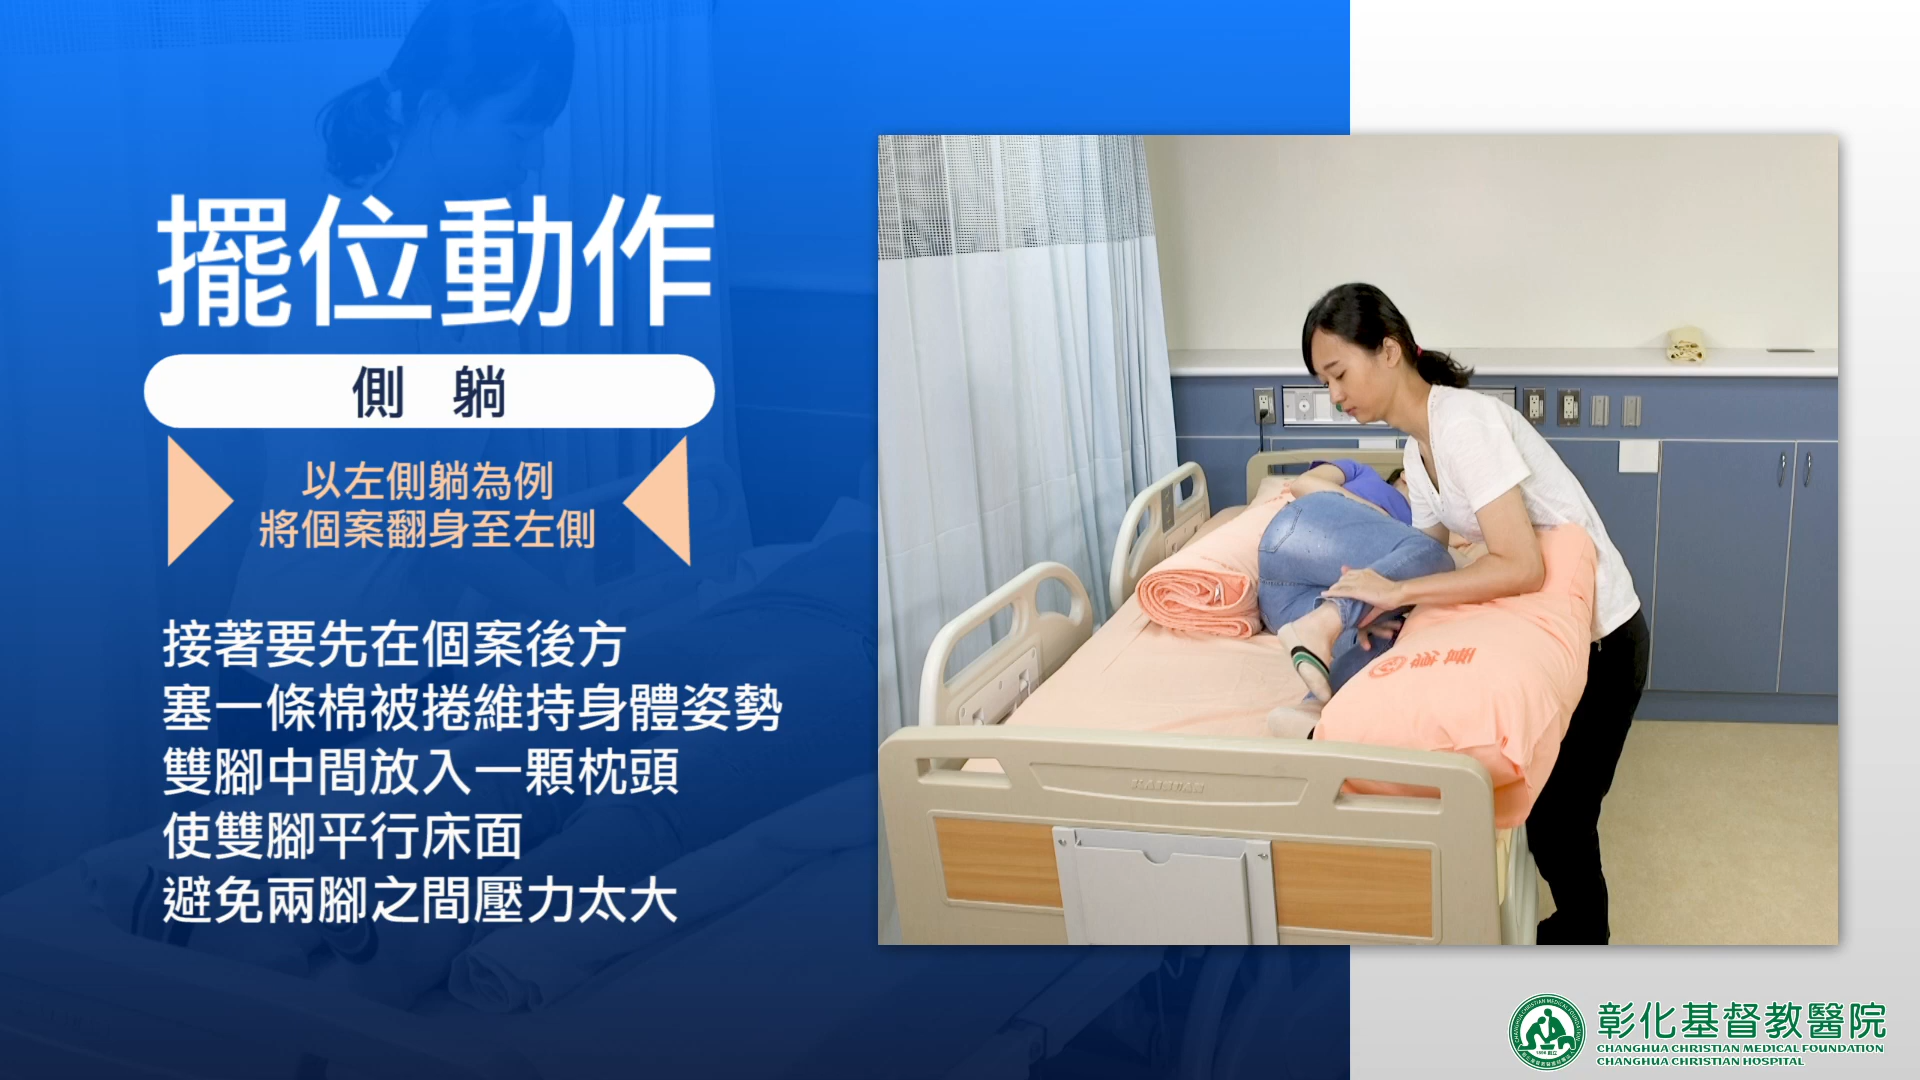 擺位動作
側 躺
以左側躺為例
將個案翻身至左側
接著要先在個案後方
塞一條棉被捲維持身體姿勢
雙腳中間放入一顆枕頭
使雙腳平行床面
避免兩腳之間壓力太大
彰化基督教醫院
CHANGHUA CHRISTIAN MEDICAL FOUNDATION
CHANGHUA CHRISTIAN HOSPITAL